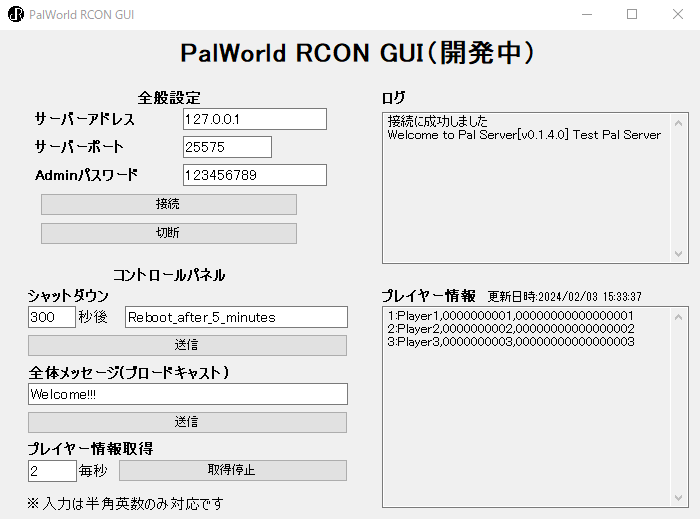 PalWorld RCON GUI
PalWorld RCON GUI(開発中)
全般設定
サーバーアドレス 127.0.0.1
サーバーポート 25575
Adminパスワード 123456789
接続
切断
コントロールパネル
シャットダウン
300 秒後 Reboot_after_5_minutes
送信
全体メッセージ(ブロードキャスト)
Welcome!!!
送信
プレイヤー情報取得
2 毎秒 取得停止
※ 入力は半角英数のみ対応です
ログ
接続に成功しました
Welcome to Pal Server[v0.1.4.0] Test Pal Server
プレイヤー情報 更新日時:2024/02/03 15:33:37
1:Player1,0000000001,00000000000000001
2:Player2,0000000002,00000000000000002
3:Player3,0000000003,00000000000000003